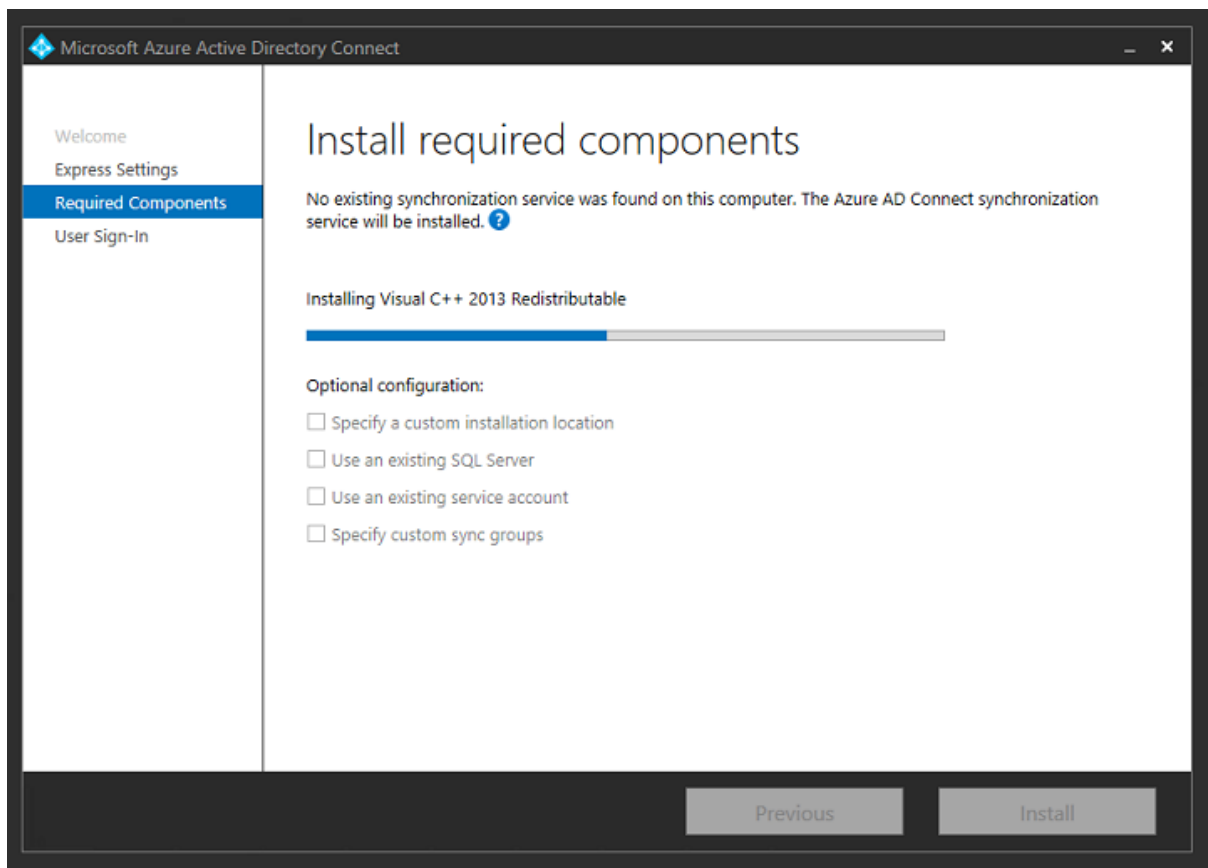 Microsoft Azure Active Directory Connect
Welcome
Express Settings
Required Components
User Sign-In
Install required components
No existing synchronization service was found on this computer. The Azure AD Connect synchronization
service will be installed. ?
Installing Visual C++ 2013 Redistributable
Optional configuration:
Specify a custom installation location
Use an existing SQL Server
Use an existing service account
Specify custom sync groups
Previous
Install